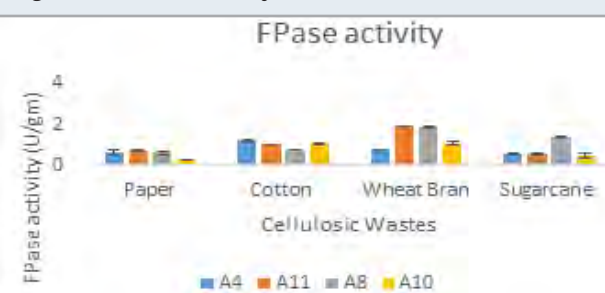 FPase activity
FPase activity (U/gm)
4
2
0
Paper Cotton Wheat Bran Sugarcane
Cellulosic Wastes
A4 A11 A8 A10